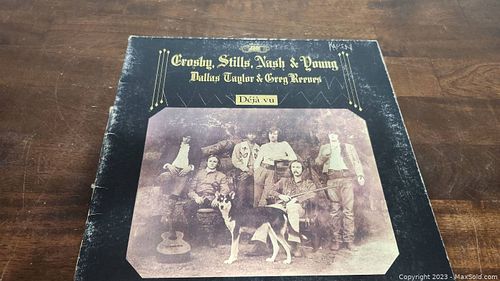 Crosby, Stills, Nash & Young
Dallas Taylor & Greg Reeves
Déjà vu
Copyright 2023 - MaxSold.com